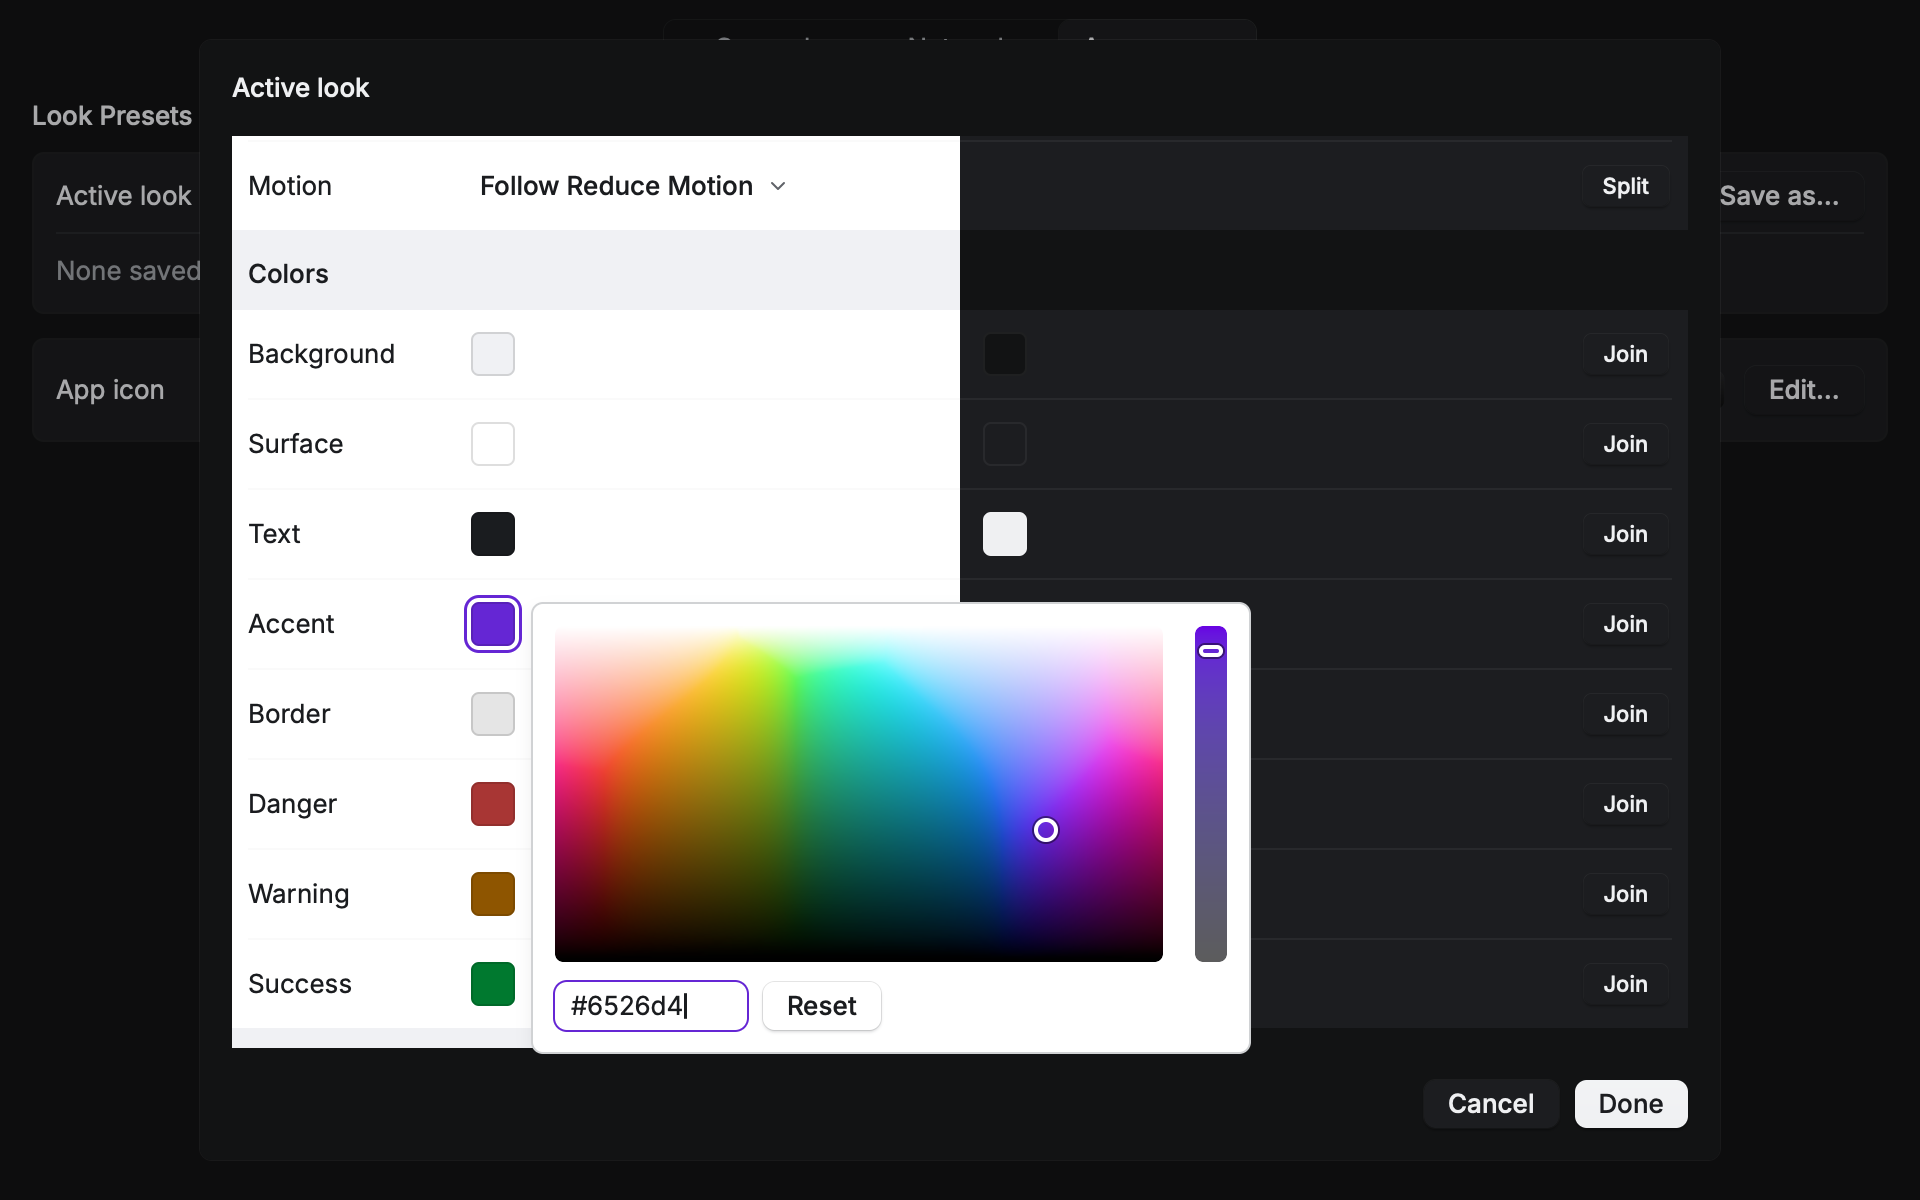 Look Presets
Active look
Save as...
None saved
App icon
Edit...
Active look
Motion
Follow Reduce Motion
Split
Colors
Background
Join
Surface
Join
Text
Join
Accent
Join
Border
Join
Danger
Join
Warning
Join
Success
Join
#6526d4
Reset
Cancel
Done